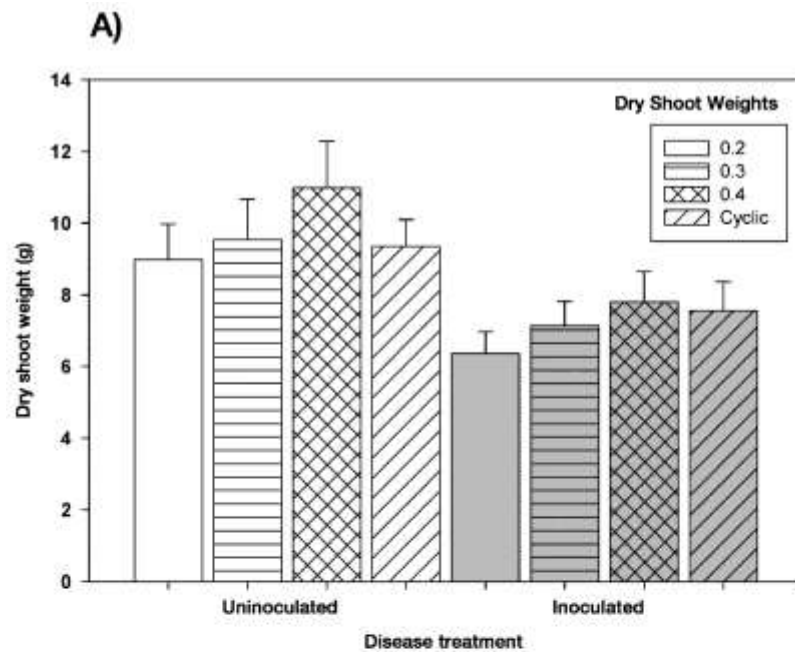 A)
Dry Shoot Weights
0.2
0.3
0.4
Cyclic
Dry shoot weight (g)
14
12
10
8
6
4
2
0
Uninoculated Inoculated
Disease treatment